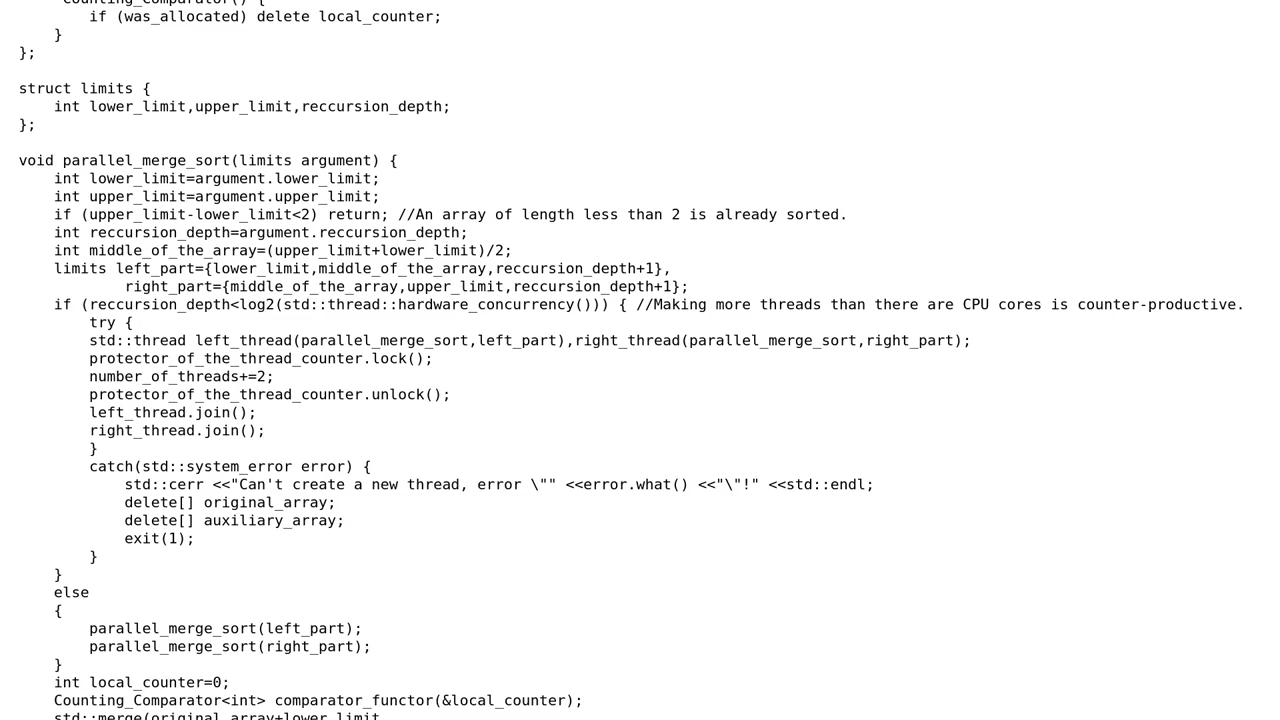 Counting_Comparator() {
        if (was_allocated) delete local_counter;
    }
};

struct limits {
    int lower_limit,upper_limit,reccursion_depth;
};

void parallel_merge_sort(limits argument) {
    int lower_limit=argument.lower_limit;
    int upper_limit=argument.upper_limit;
    if (upper_limit-lower_limit<2) return; //An array of length less than 2 is already sorted.
    int reccursion_depth=argument.reccursion_depth;
    int middle_of_the_array=(upper_limit+lower_limit)/2;
    limits left_part={lower_limit,middle_of_the_array,reccursion_depth+1},
            right_part={middle_of_the_array,upper_limit,reccursion_depth+1};
    if (reccursion_depth<log2(std::thread::hardware_concurrency())) { //Making more threads than there are CPU cores is counter-productive.
        try {
        std::thread left_thread(parallel_merge_sort,left_part),right_thread(parallel_merge_sort,right_part);
        protector_of_the_thread_counter.lock();
        number_of_threads+=2;
        protector_of_the_thread_counter.unlock();
        left_thread.join();
        right_thread.join();
        }
        catch(std::system_error error) {
            std::cerr <<"Can't create a new thread, error \"" <<error.what() <<"\"!" <<std::endl;
            delete[] original_array;
            delete[] auxiliary_array;
            exit(1);
        }
    }
    else
    {
        parallel_merge_sort(left_part);
        parallel_merge_sort(right_part);
    }
    int local_counter=0;
    Counting_Comparator<int> comparator_functor(&local_counter);
    std::merge(original_array+lower_limit,